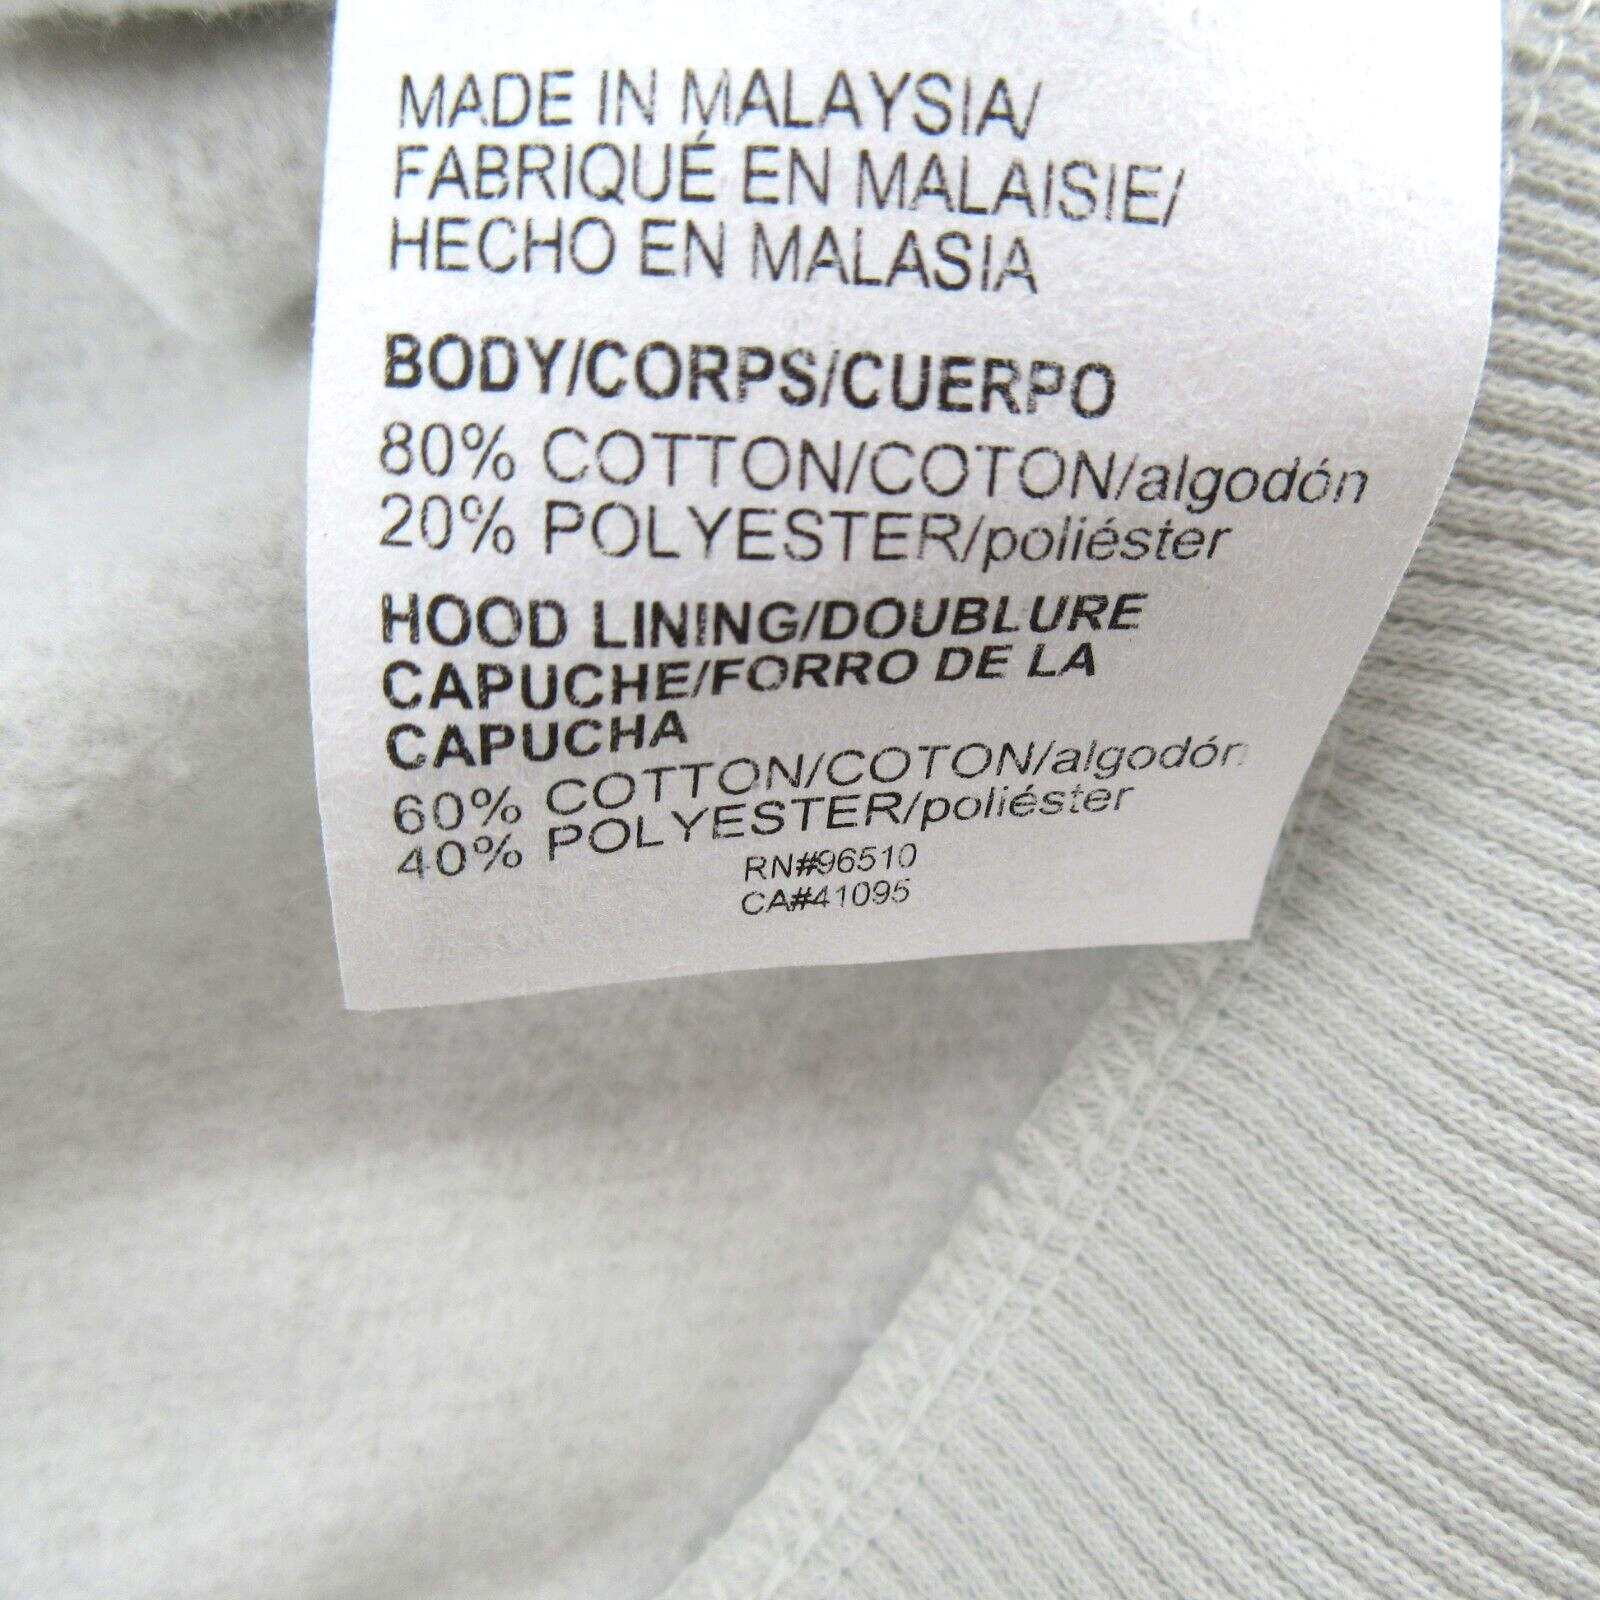 MADE IN MALAYSIA/
FABRIQUÉ EN MALAISIE/
HECHO EN MALASIA
BODY/CORPS/CUERPO
80% COTTON/COTON/algodón
20% POLYESTER/poliéster
HOOD LINING/DOUBLURE
CAPUCHE/FORRO DE LA
CAPUCHA
60% COTTON/COTON/algodón
40% POLYESTER/poliéster
RN#96510
CA#41095